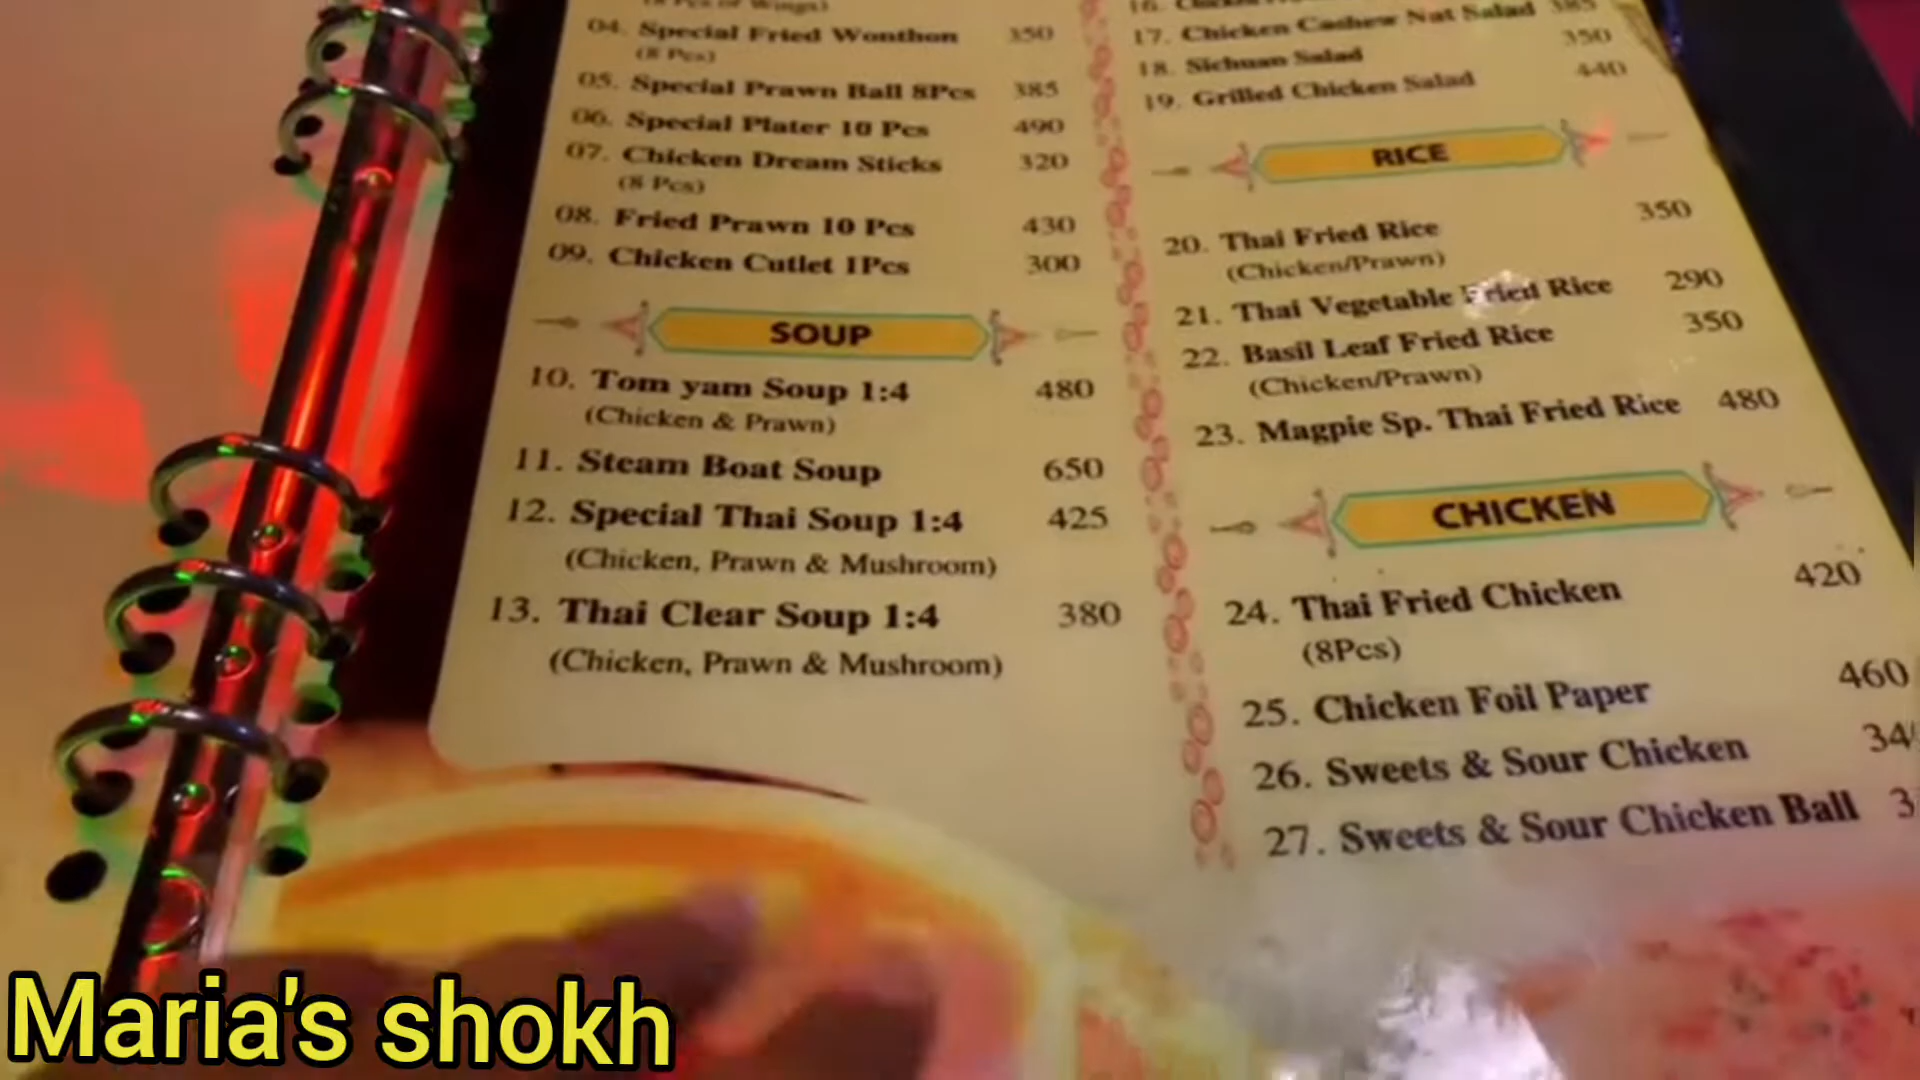 04. Special Fried Wonthon 350
(8 Pcs)
05. Special Prawn Ball 8Pcs 385
06. Special Plater 10 Pcs 490
07. Chicken Dream Sticks 320
(8 Pcs)
08. Fried Prawn 10 Pcs 430
09. Chicken Cutlet 1Pcs 300
SOUP
10. Tom yam Soup 1:4 480
(Chicken & Prawn)
11. Steam Boat Soup 650
12. Special Thai Soup 1:4 425
(Chicken, Prawn & Mushroom)
13. Thai Clear Soup 1:4 380
(Chicken, Prawn & Mushroom)
17. Chicken Cashew Nat Salad 385
18. Sichuan Salad 350
19. Grilled Chicken Salad 440
RICE
20. Thai Fried Rice 350
(Chicken/Prawn)
21. Thai Vegetable Fried Rice 290
22. Basil Leaf Fried Rice 350
(Chicken/Prawn)
23. Magpie Sp. Thai Fried Rice 480
CHICKEN
24. Thai Fried Chicken 420
(8Pcs)
25. Chicken Foil Paper 460
26. Sweets & Sour Chicken
27. Sweets & Sour Chicken Ball
Maria's shokh